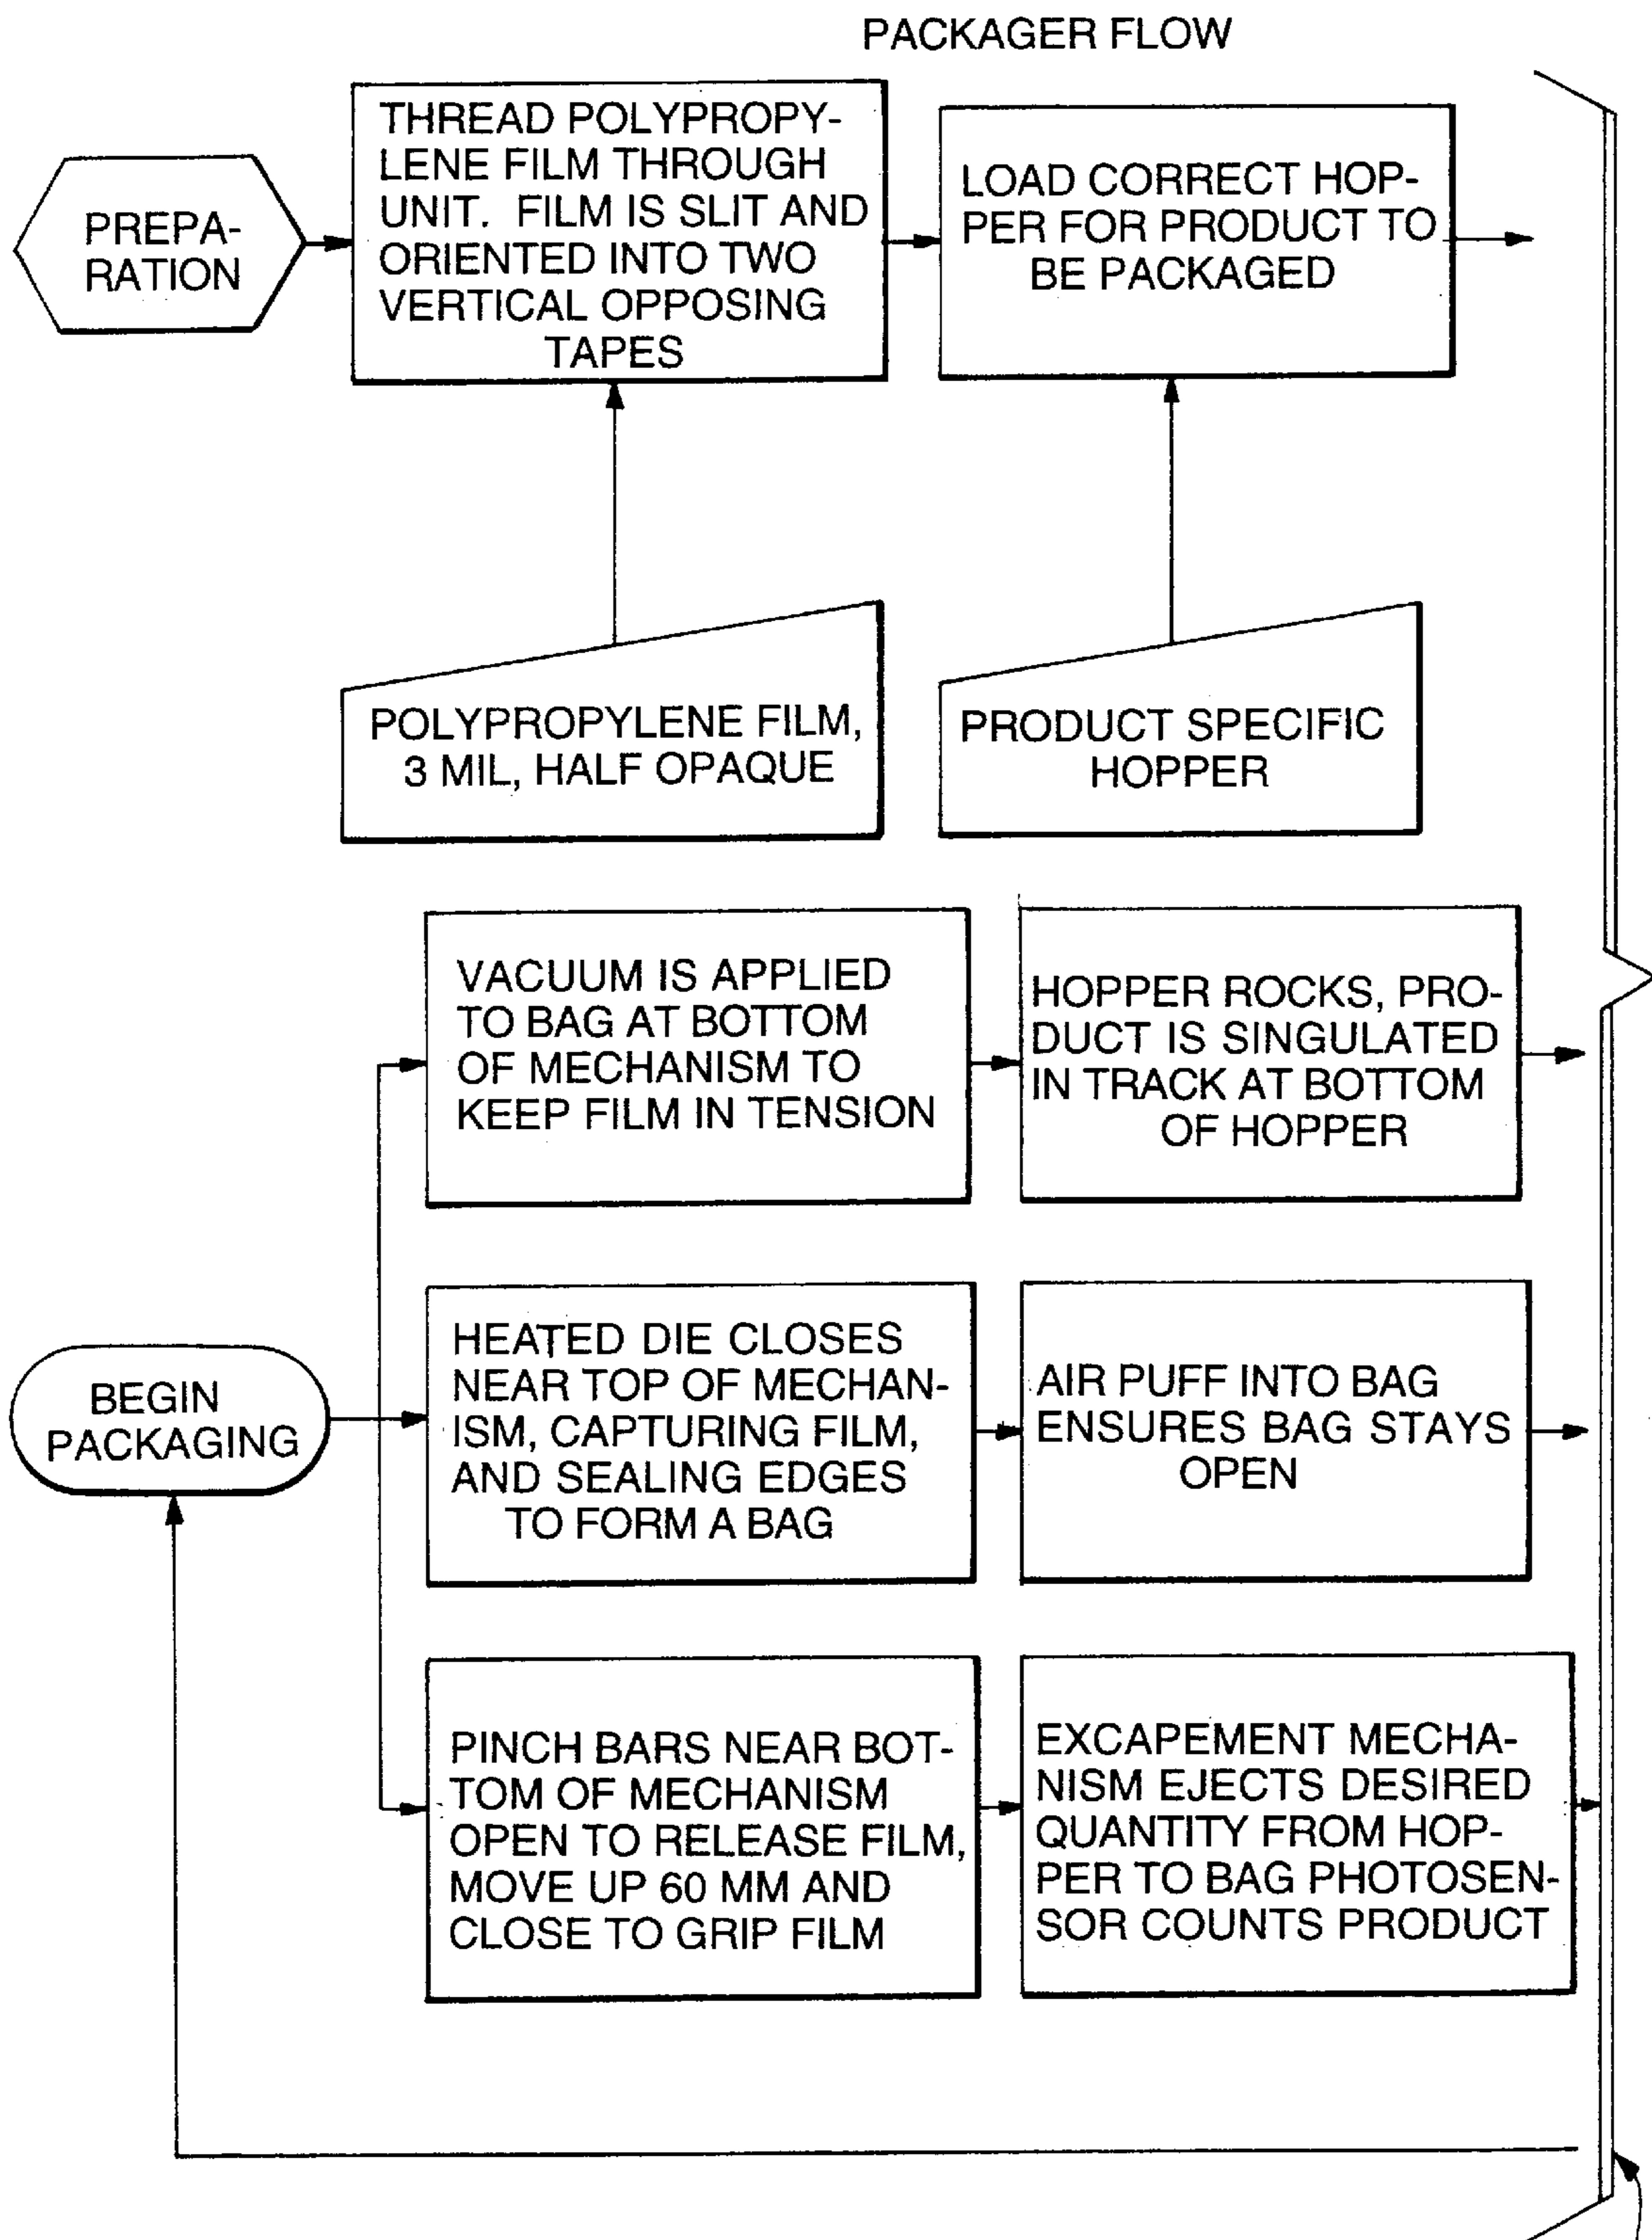 PACKAGER FLOW
PREPA-
RATION
THREAD POLYPROPY-
LENE FILM THROUGH
UNIT. FILM IS SLIT AND
ORIENTED INTO TWO
VERTICAL OPPOSING
TAPES
LOAD CORRECT HOP-
PER FOR PRODUCT TO
BE PACKAGED
POLYPROPYLENE FILM,
3 MIL, HALF OPAQUE
PRODUCT SPECIFIC
HOPPER
VACUUM IS APPLIED
TO BAG AT BOTTOM
OF MECHANISM TO
KEEP FILM IN TENSION
HOPPER ROCKS, PRO-
DUCT IS SINGULATED
IN TRACK AT BOTTOM
OF HOPPER
BEGIN
PACKAGING
HEATED DIE CLOSES
NEAR TOP OF MECHAN-
ISM, CAPTURING FILM,
AND SEALING EDGES
TO FORM A BAG
AIR PUFF INTO BAG
ENSURES BAG STAYS
OPEN
PINCH BARS NEAR BOT-
TOM OF MECHANISM
OPEN TO RELEASE FILM,
MOVE UP 60 MM AND
CLOSE TO GRIP FILM
EXCAPEMENT MECHA-
NISM EJECTS DESIRED
QUANTITY FROM HOP-
PER TO BAG PHOTOSEN-
SOR COUNTS PRODUCT